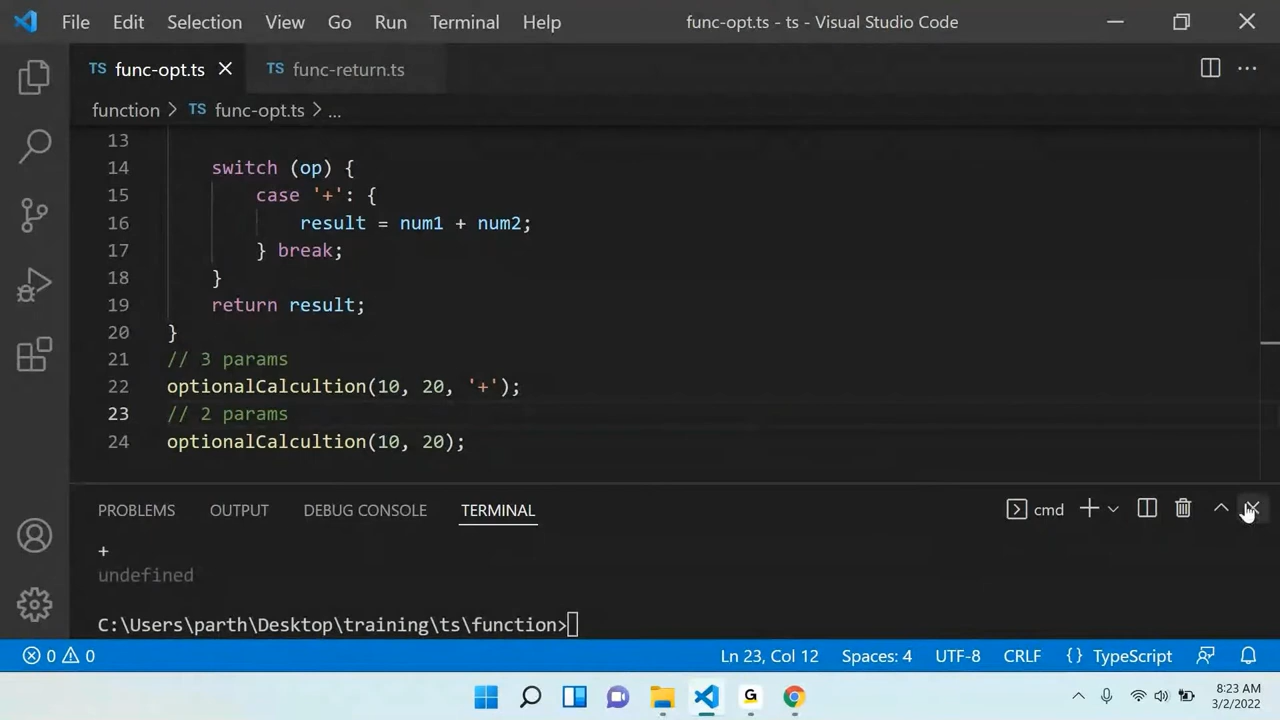 File Edit Selection View Go Run Terminal Help func-opt.ts - ts - Visual Studio Code
TS func-opt.ts TS func-return.ts
function > TS func-opt.ts > ...
13
14 switch (op) {
15 case '+': {
16 result = num1 + num2;
17 } break;
18 }
19 return result;
20 }
21 // 3 params
22 optionalCalcultion(10, 20, '+');
23 // 2 params
24 optionalCalcultion(10, 20);
PROBLEMS OUTPUT DEBUG CONSOLE TERMINAL cmd
+
undefined
C:\Users\parth\Desktop\training\ts\function>
0 0 Ln 23, Col 12 Spaces: 4 UTF-8 CRLF {} TypeScript
G
8:23 AM
3/2/2022